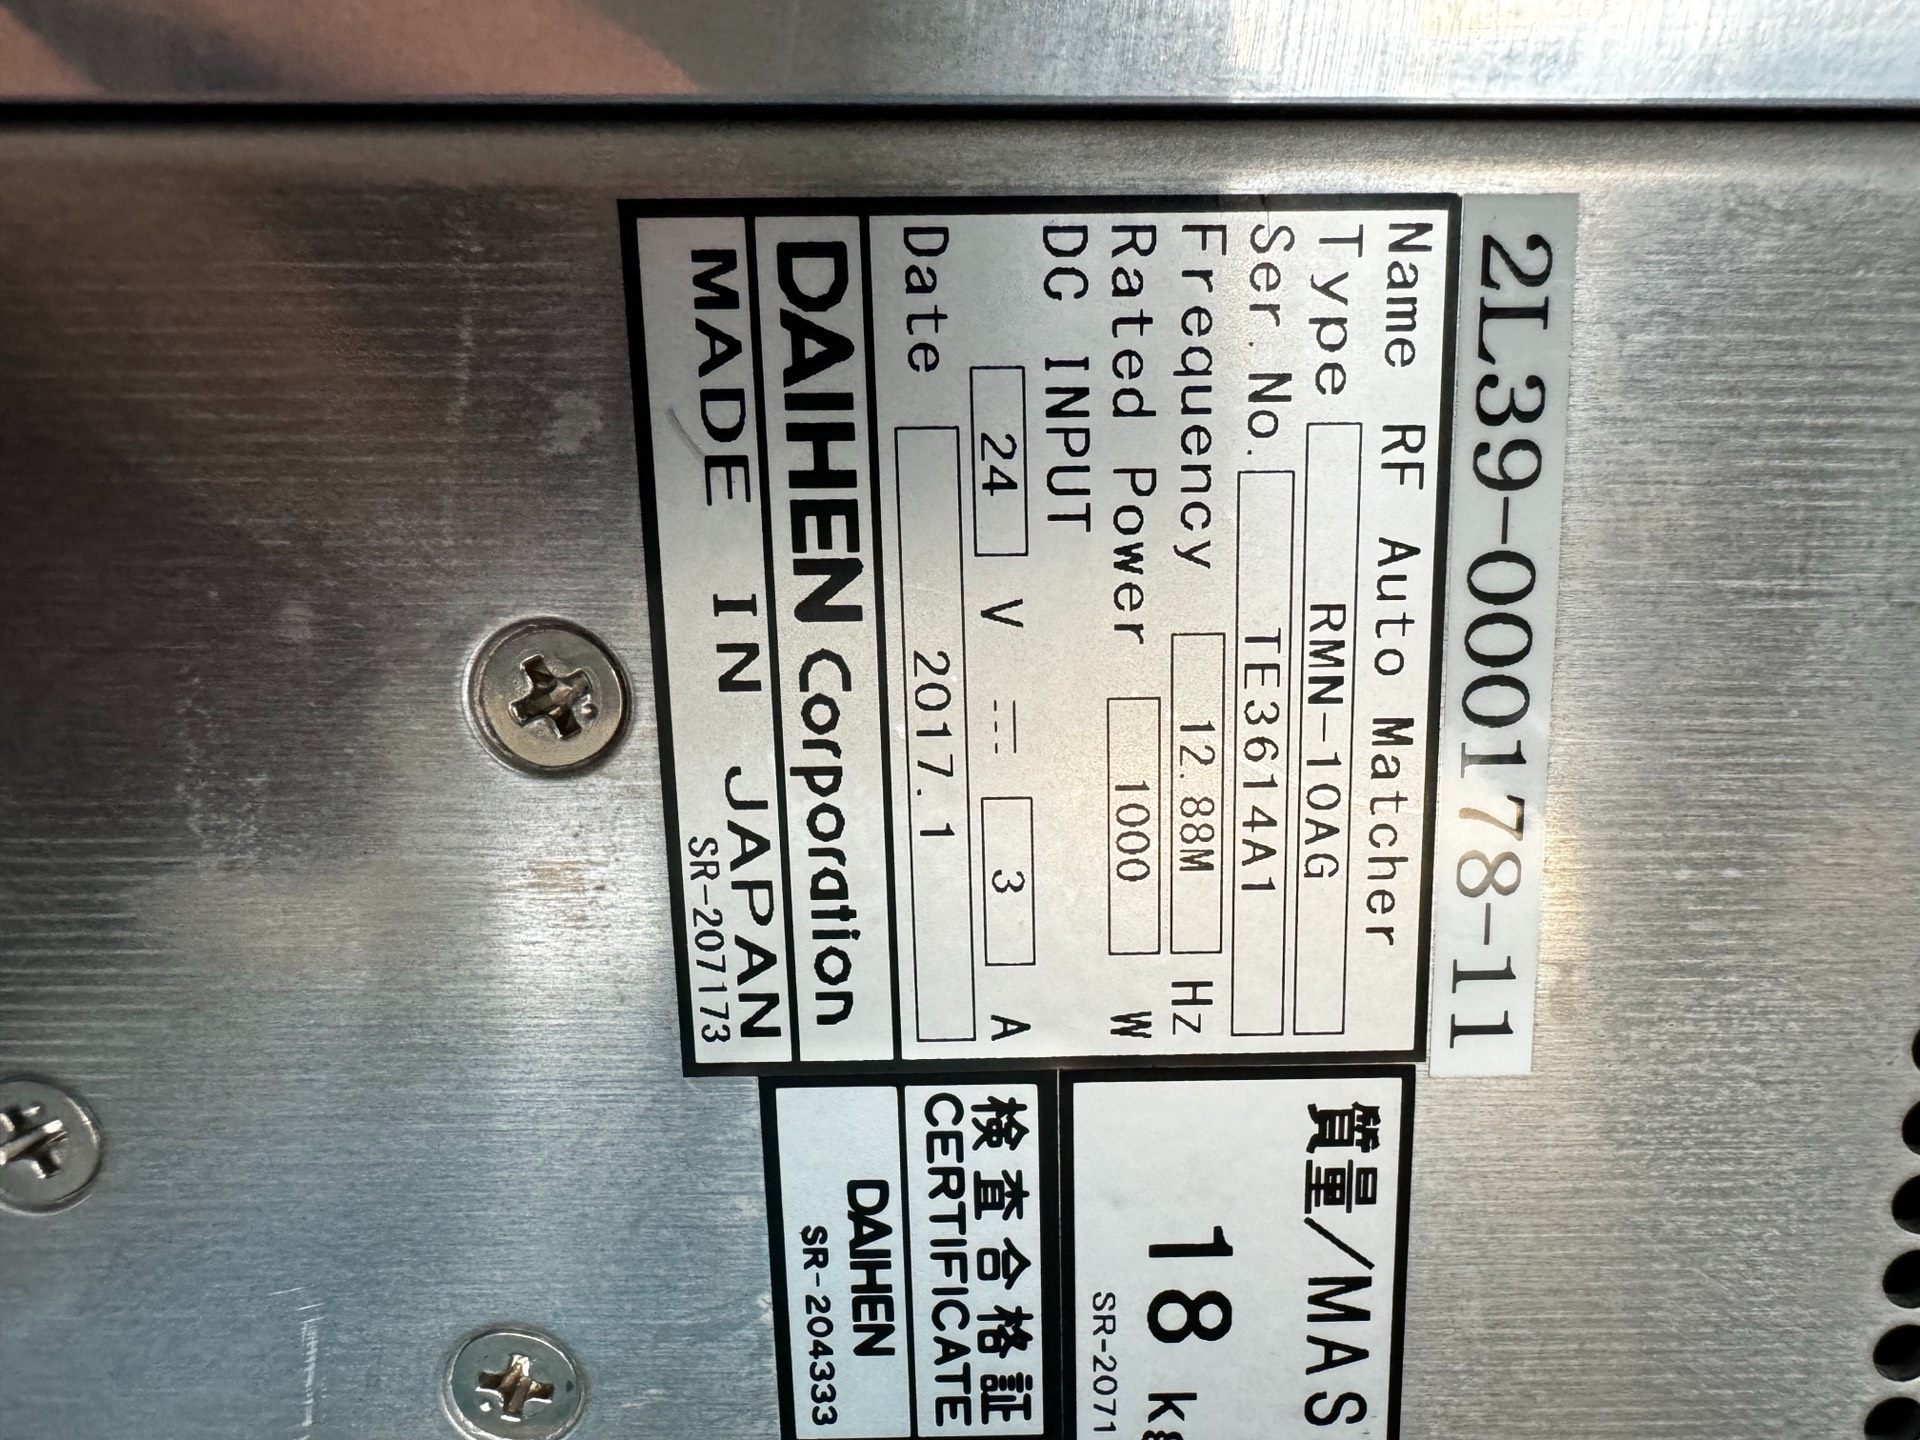 2L39-000178-11
Name RF Auto Matcher
Type RMN-10AG
Ser.No. TE3614A1
Frequency 12.88M Hz
Rated Power 1000 W
DC INPUT
24 V --- 3 A
Date 2017.1
DAIHEN Corporation
MADE IN JAPAN
SR-207173
質量/MAS
18 kg
SR-2071
検査合格証
CERTIFICATE
DAIHEN
SR-204333